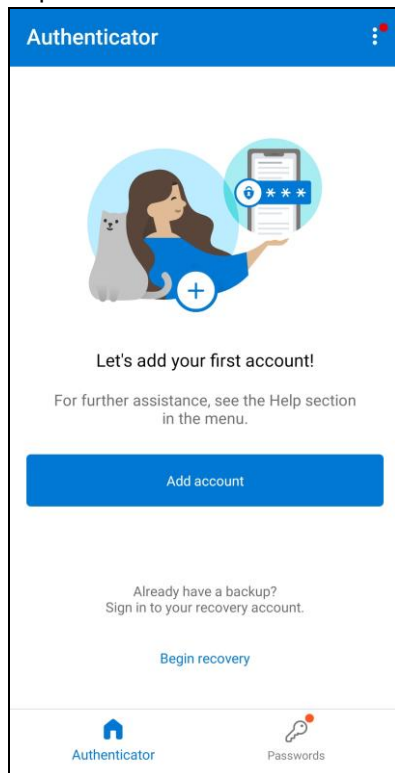 Authenticator
* * *
Let's add your first account!
For further assistance, see the Help section
in the menu.
Add account
Already have a backup?
Sign in to your recovery account.
Begin recovery
Authenticator
Passwords